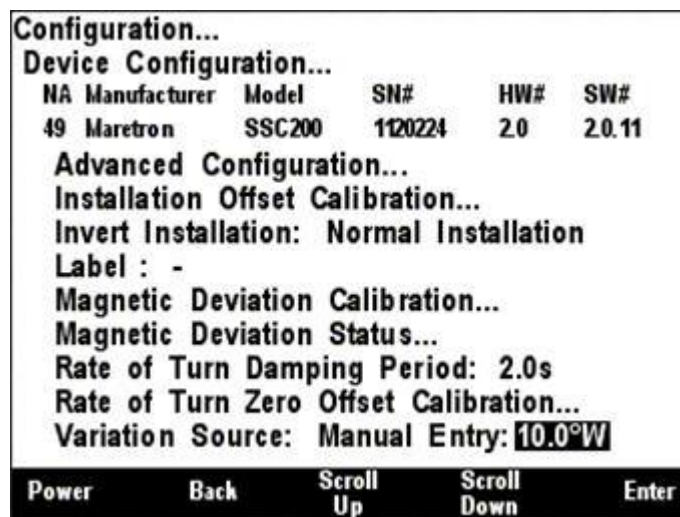 Configuration...
Device Configuration...
NA Manufacturer Model SN# HW# SW#
49 Maretron SSC200 1120224 2.0 2.0.11
Advanced Configuration...
Installation Offset Calibration...
Invert Installation: Normal Installation
Label : -
Magnetic Deviation Calibration...
Magnetic Deviation Status...
Rate of Turn Damping Period: 2.0s
Rate of Turn Zero Offset Calibration...
Variation Source: Manual Entry: 10.0°W
Power Back Scroll Up Scroll Down Enter